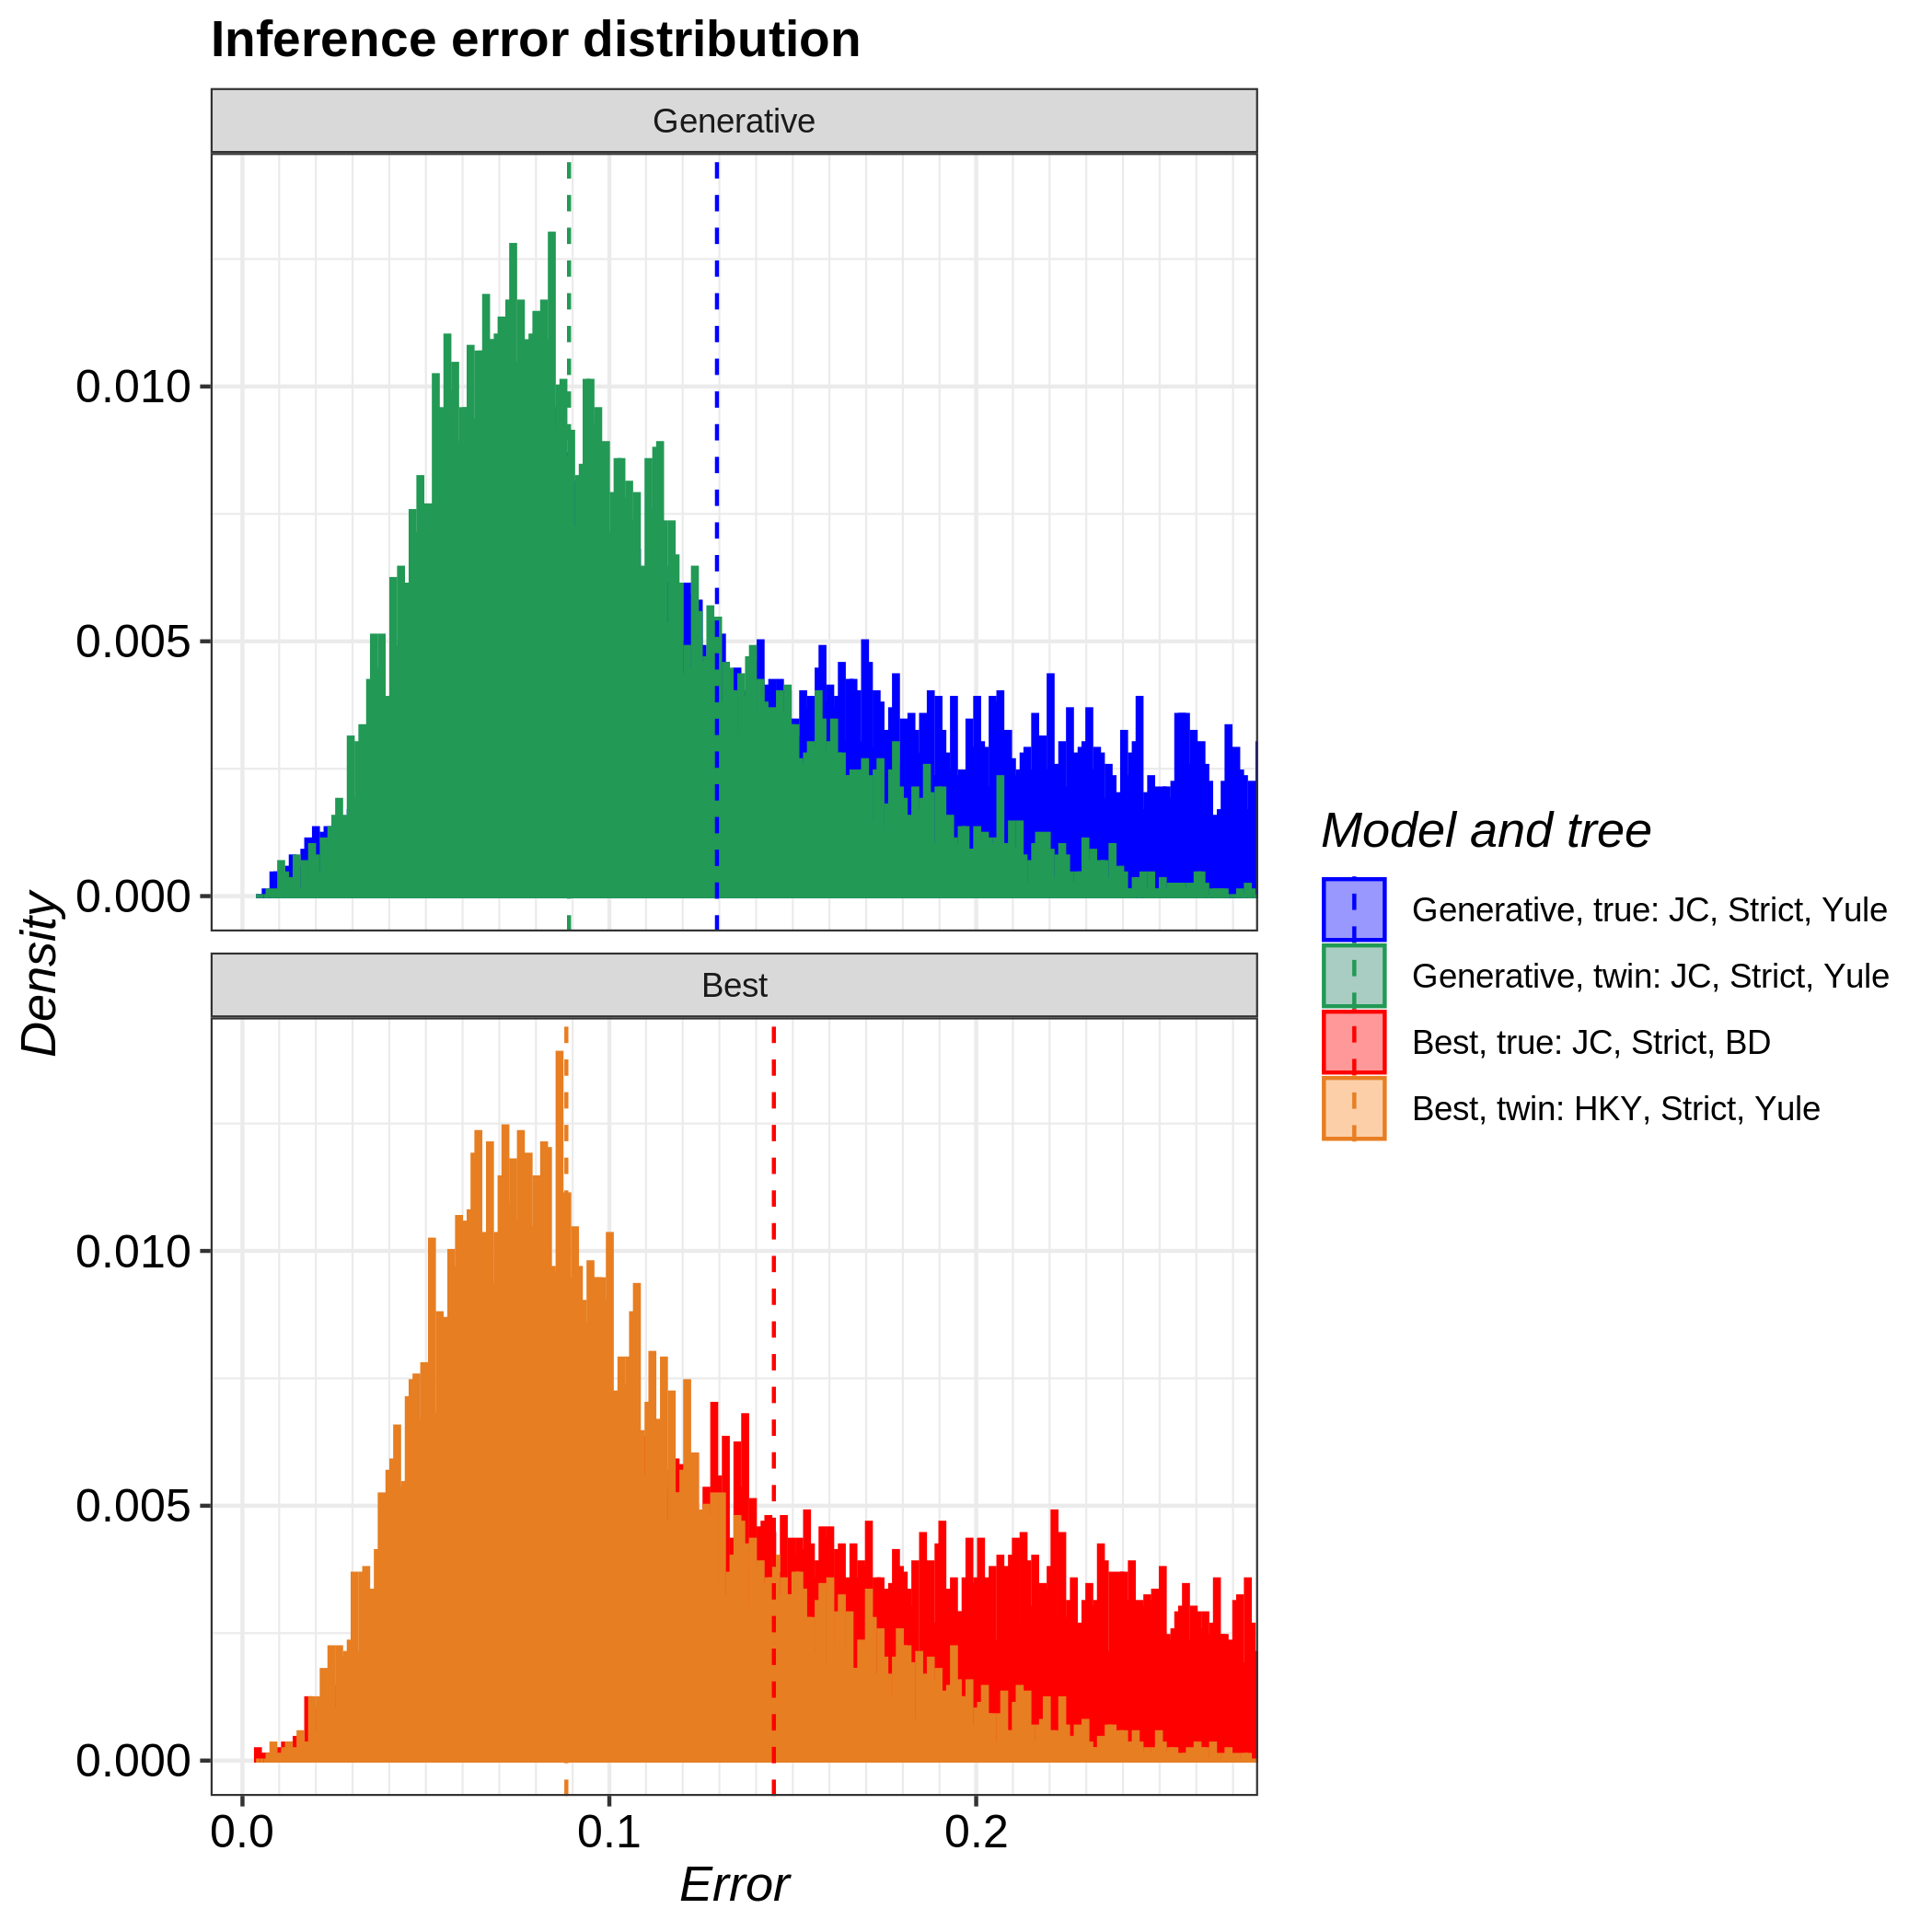 Inference error distribution
Generative
0.010
0.005
0.000
Density
Best
0.010
0.005
0.000
0.0
0.1
0.2
Error
Model and tree
Generative, true: JC, Strict, Yule
Generative, twin: JC, Strict, Yule
Best, true: JC, Strict, BD
Best, twin: HKY, Strict, Yule